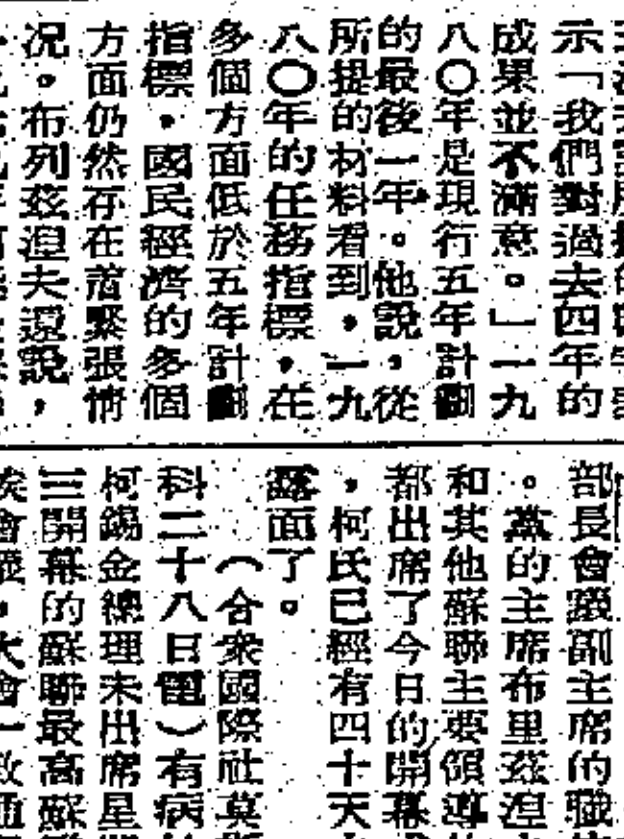 示「我們對過去四年的
成果並不滿意。」一九
八〇年是現行五年計劃
的最後一年。他說，從
所提的材料看到，一九
八〇年的任務指標，在
多個方面低於五年計劃
指標，國民經濟的多個
方面仍然存在着緊張情
況。布列茲涅夫還說，
部長會議副主席的職
。黨的主席布里茲涅
和其他蘇聯主要領導
都出席了今日的開幕
，柯氏已經有四十天
露面了。
（合衆國際社莫斯
科二十八日電）有病
柯錫金總理未出席星
三開幕的蘇聯最高蘇